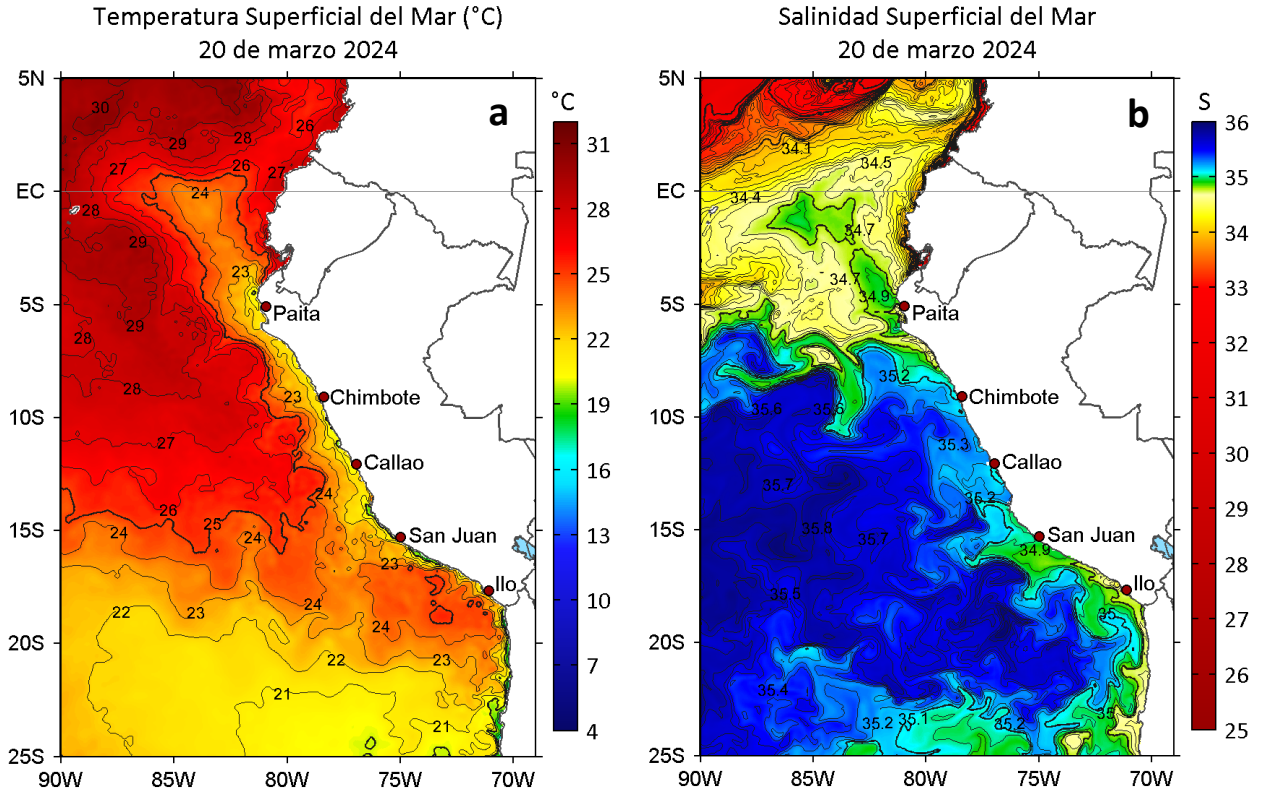 Temperatura Superficial del Mar (°C)
20 de marzo 2024
5N
EC
5S
10S
15S
20S
25S
90W
85W
80W
75W
70W
a
30
29
28
26
27
26
27
24
28
29
23
29
28
28
23
27
24
26
25
24
24
23
24
22
23
24
22
23
21
21
Paita
Chimbote
Callao
San Juan
Ilo
°C
31
28
25
22
19
16
13
10
7
4
Salinidad Superficial del Mar
20 de marzo 2024
5N
EC
5S
10S
15S
20S
25S
90W
85W
80W
75W
70W
b
34.1
34.5
34.4
34.7
34.7
34.9
35.2
35.6
35.6
35.3
35.7
35.2
35.8
35.7
34.9
35.5
35
35.4
35.2
35.1
35.2
35
Paita
Chimbote
Callao
San Juan
Ilo
S
36
35
34
33
32
31
30
29
28
27
26
25